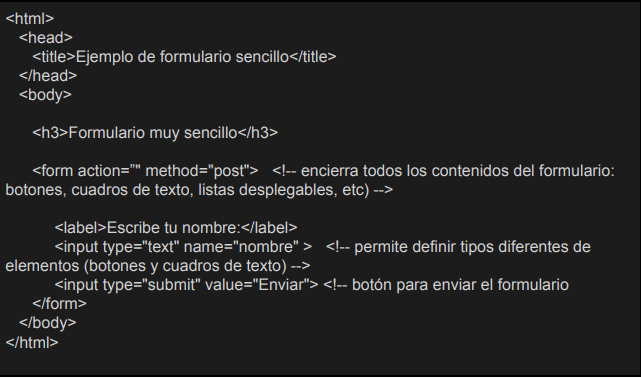 <html>
<head>
<title>Ejemplo de formulario sencillo</title>
</head>
<body>
<h3>Formulario muy sencillo</h3>
<form action=”" method="post"> <!-- encierra todos los contenidos del formulario:
botones, cuadros de texto, listas desplegables, etc) -->
<label>Escribe tu nombre:</label>
<input type="text" name="nombre" > <!-- permite definir tipos diferentes de
elementos (botones y cuadros de texto) -->
<input type="submit" value="Enviar"> <!-- botón para enviar el formulario
</form>
</body>
</html>